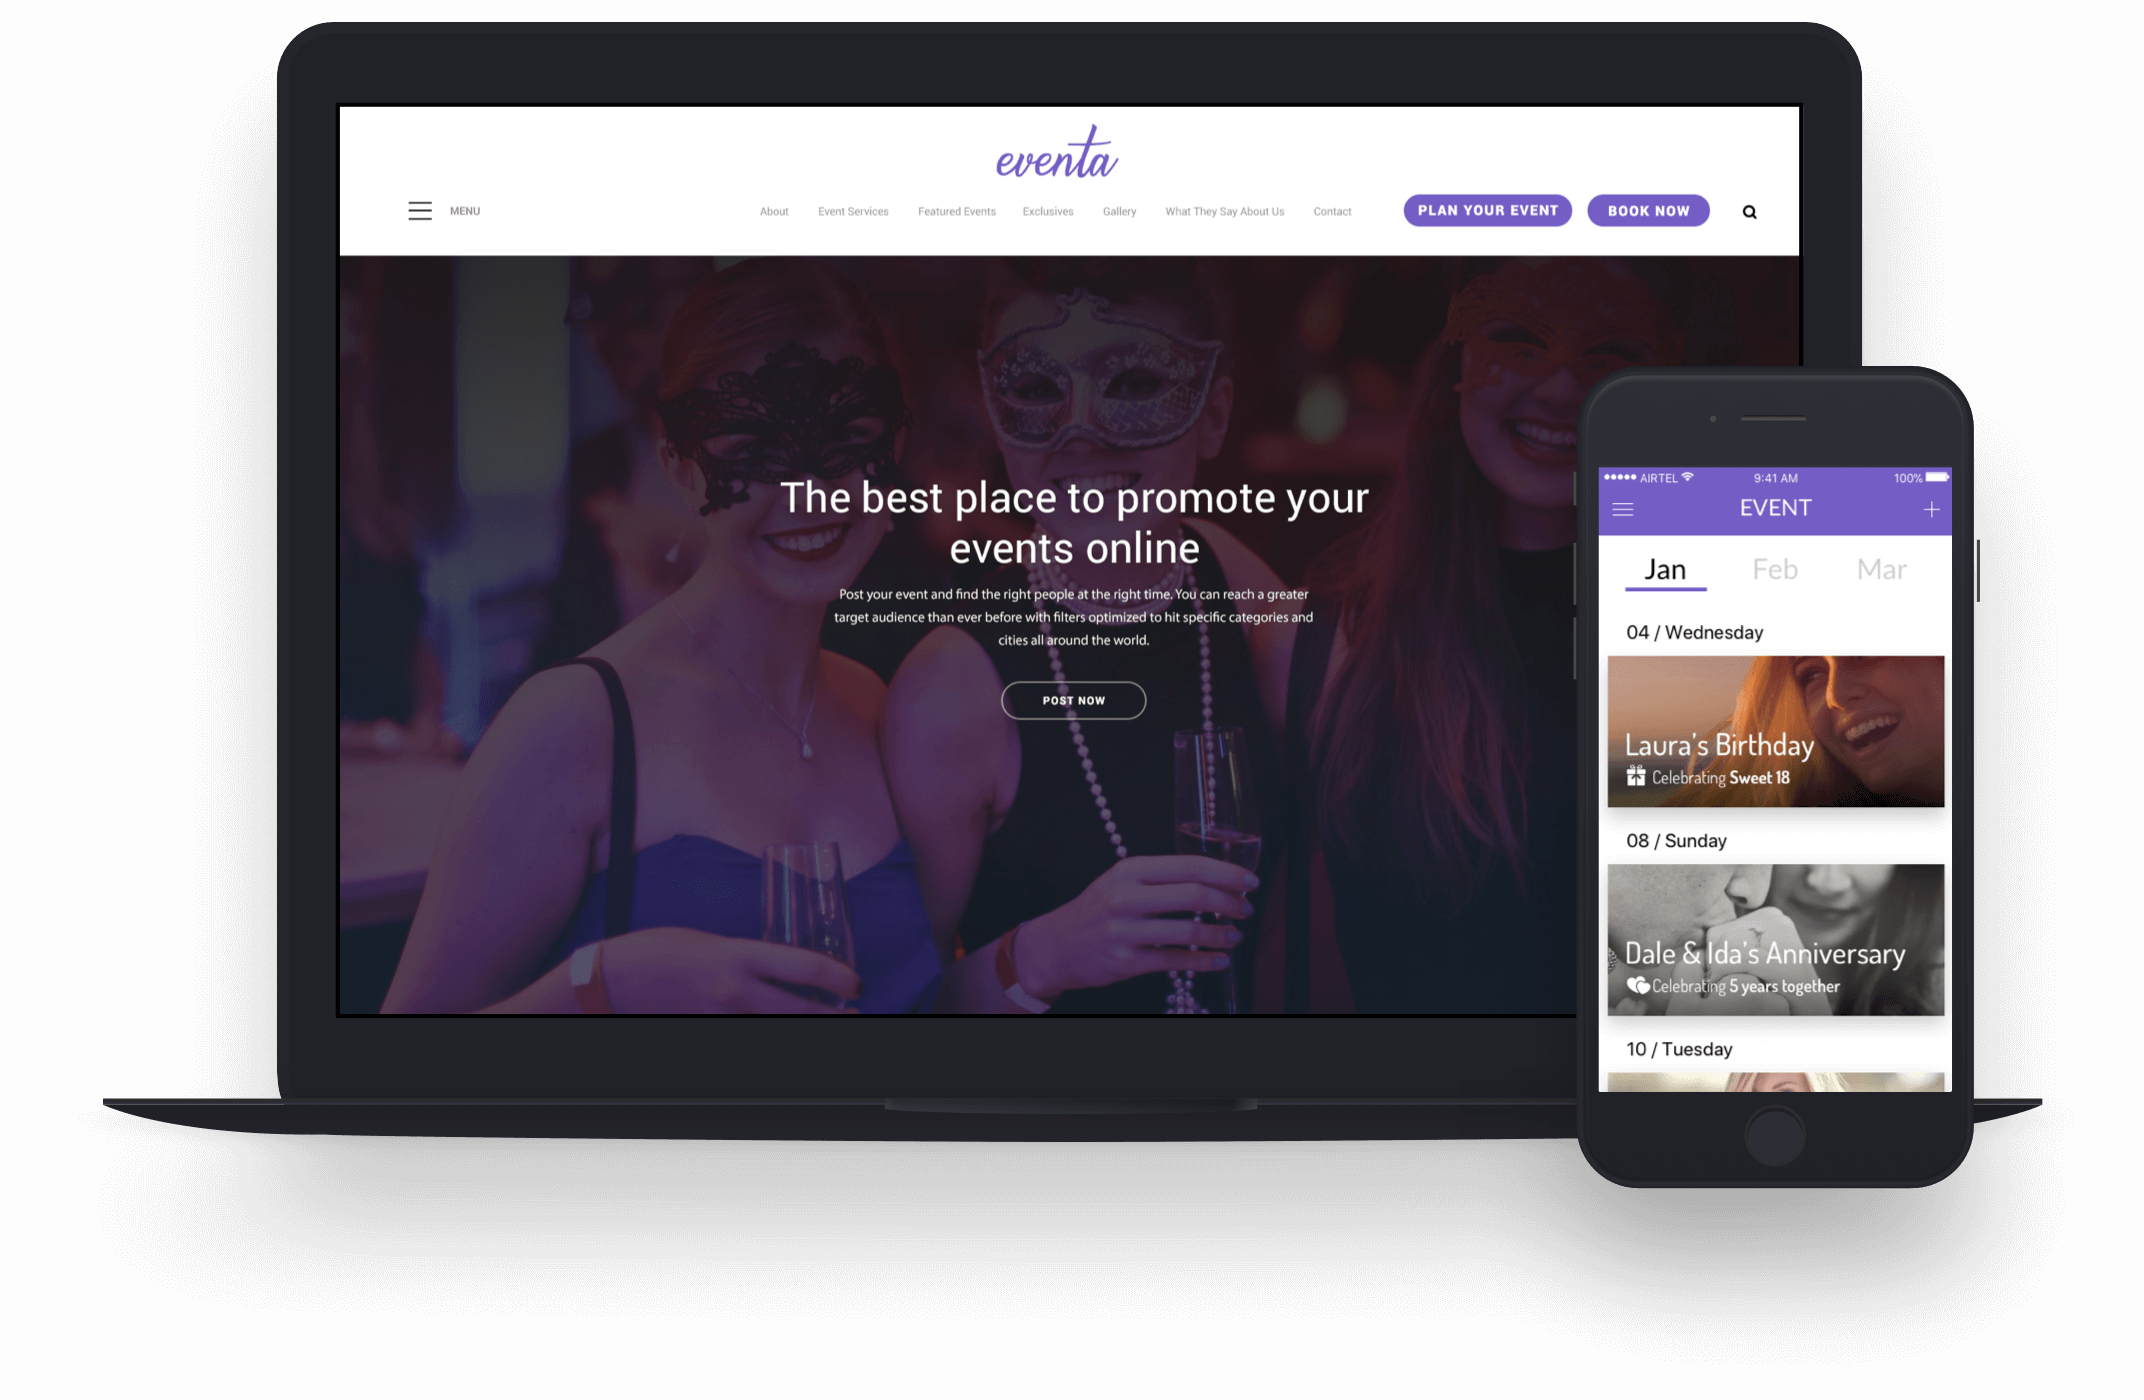 eventa
MENU
About
Event Services
Featured Events
Exclusives
Gallery
What They Say About Us
Contact
PLAN YOUR EVENT
BOOK NOW
The best place to promote your
events online
Post your event and find the right people at the right time. You can reach a greater
target audience than ever before with filters optimized to hit specific categories and
cities all around the world.
POST NOW
AIRTEL
9:41 AM
100%
EVENT
Jan
Feb
Mar
04 / Wednesday
Laura's Birthday
Celebrating Sweet 18
08 / Sunday
Dale & Ida's Anniversary
Celebrating 5 years together
10 / Tuesday